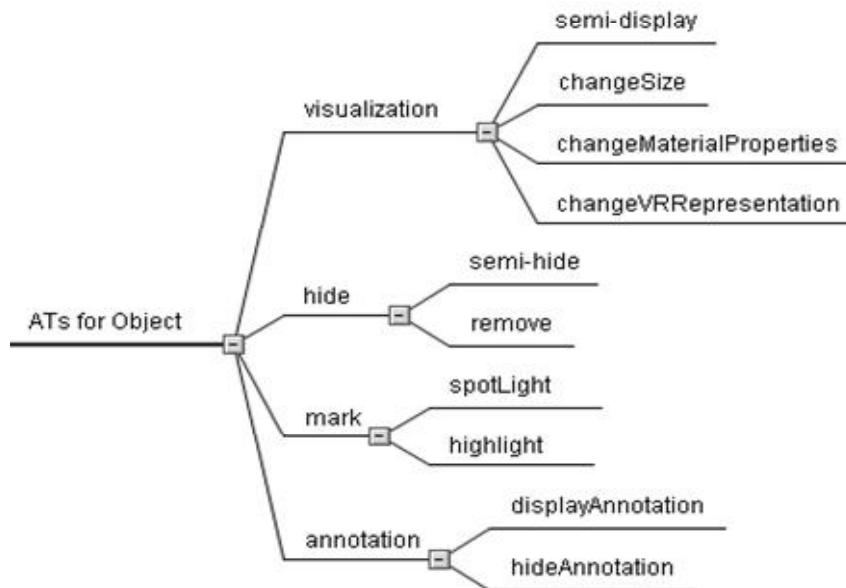 semi-display
changeSize
visualization
changeMaterialProperties
changeVRRepresentation
semi-hide
hide
ATs for Object
remove
spotLight
mark
highlight
displayAnnotation
annotation
hideAnnotation